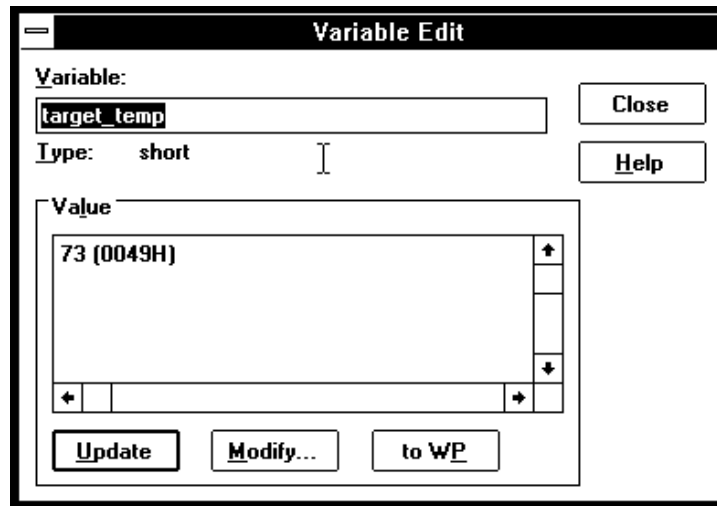 Variable Edit
Variable:
target_temp
Close
Type: short
Help
Value
73 (0049H)
Update
Modify...
to WP